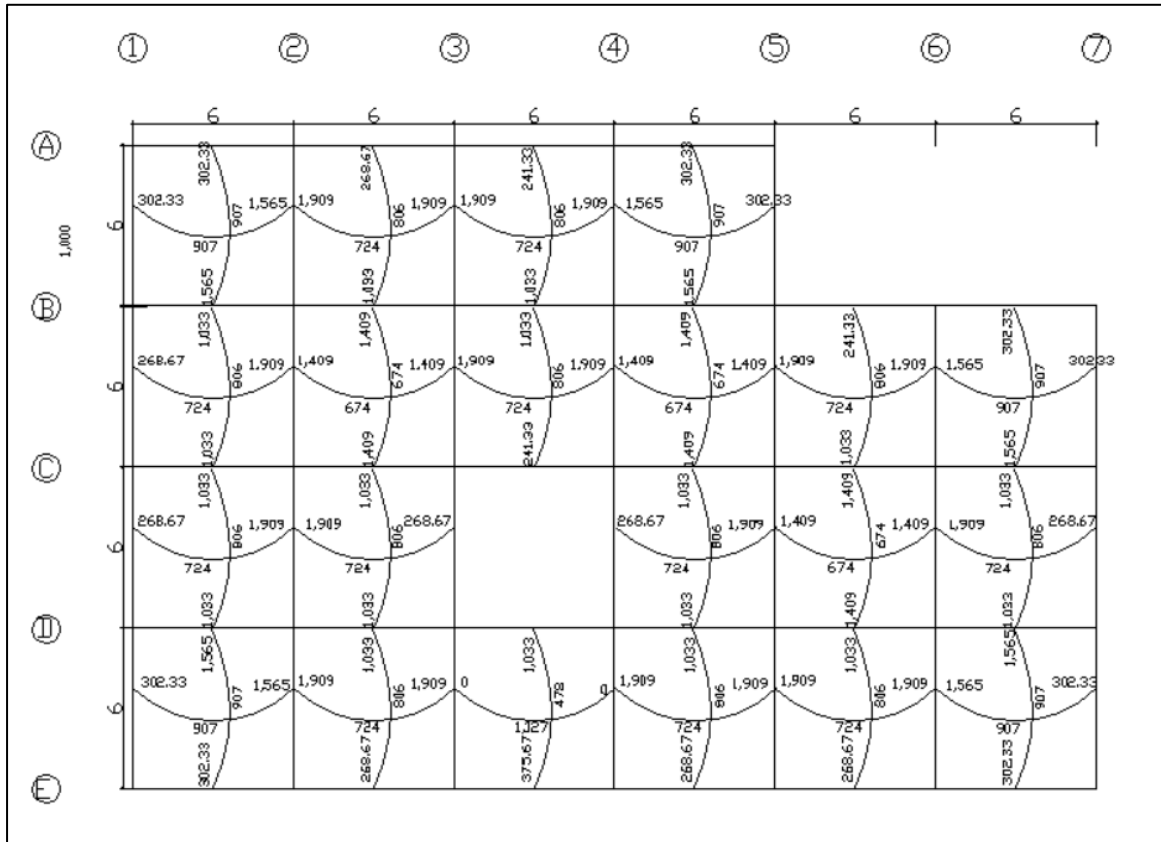 1 2 3 4 5 6 7
6 6 6 6 6 6
A
302.33 268.67 241.33 302.33
302.33 907 1,565 1,909 806 1,909 1,909 806 1,909 1,565 907 302.33
6
1,000
907 724 724 907
1,565 1,033 1,033 1,565
B
1,033 1,409 1,033 1,409 241.33 302.33
268.67 806 1,909 1,409 674 1,409 1,909 806 1,909 1,409 674 1,409 1,909 806 1,909 1,565 907 302.33
6
724 674 724 674 724 907
1,033 1,409 241.33 1,409 1,033 1,565
C
1,033 1,033 1,033 1,409 1,033
268.67 806 1,909 1,909 806 268.67 268.67 806 1,909 1,409 674 1,409 1,909 806 268.67
6
724 724 724 674 724
1,033 1,033 1,033 1,409 1,033
D
1,565 1,033 1,033 1,033 1,033 1,565
302.33 907 1,565 1,909 806 1,909 0 478 0 1,909 806 1,909 1,909 806 1,909 1,565 907 302.33
6
907 724 1,127 724 724 907
302.33 268.67 375.67 268.67 268.67 302.33
E